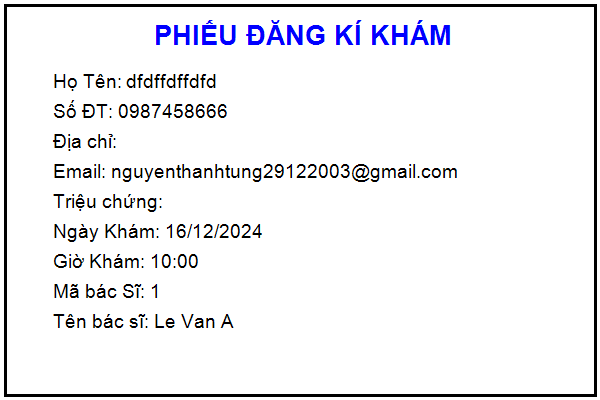 PHIẾU ĐĂNG KÍ KHÁM
Họ Tên: dfdffdffdfd
Số ĐT: 0987458666
Địa chỉ:
Email: nguyenthanhtung29122003@gmail.com
Triệu chứng:
Ngày Khám: 16/12/2024
Giờ Khám: 10:00
Mã bác Sĩ: 1
Tên bác sĩ: Le Van A